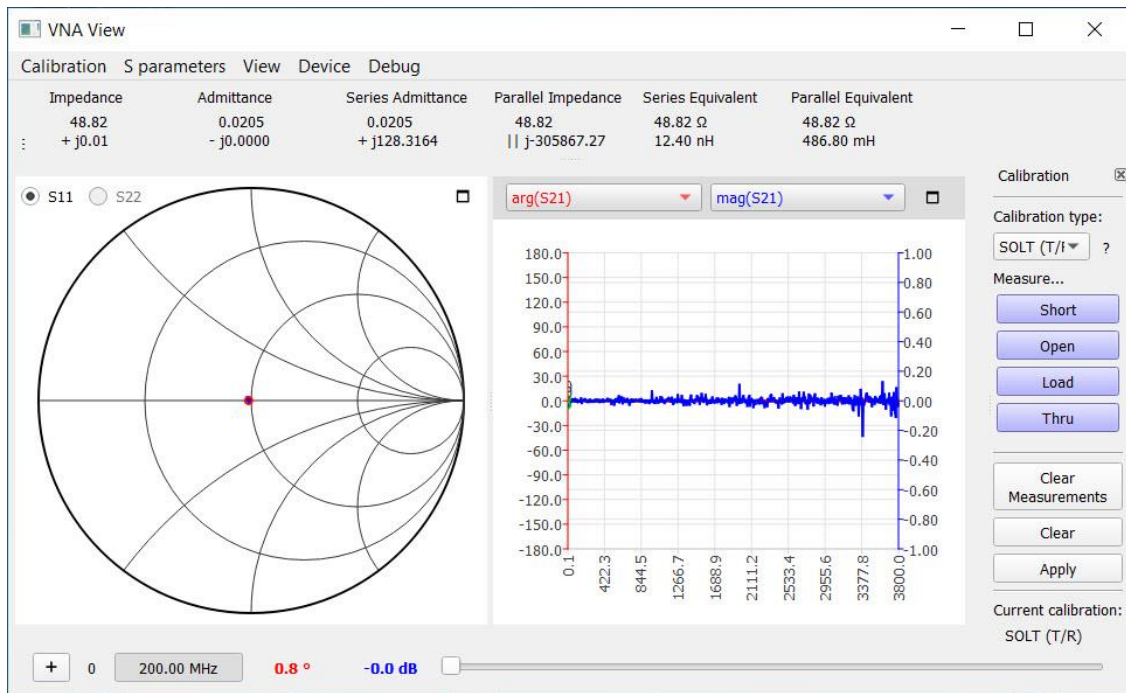 VNA View
Calibration S parameters View Device Debug
Impedance Admittance Series Admittance Parallel Impedance Series Equivalent Parallel Equivalent
48.82 0.0205 0.0205 48.82 48.82 Ω 48.82 Ω
+ j0.01 - j0.0000 + j128.3164 || j-305867.27 12.40 nH 486.80 mH
S11 S22
arg(S21) mag(S21)
180.0 1.00
150.0 0.80
120.0 0.60
90.0 0.40
60.0 0.20
30.0 0.00
0.0 -0.20
-30.0 -0.40
-60.0 -0.60
-90.0 -0.80
-120.0 -1.00
-150.0
-180.0
0.1 422.3 844.5 1266.7 1688.9 2111.2 2533.4 2955.6 3377.8 3800.0
Calibration
Calibration type:
SOLT (T/ ?
Measure...
Short
Open
Load
Thru
Clear
Measurements
Clear
Apply
Current calibration:
SOLT (T/R)
+ 0 200.00 MHz 0.8 º -0.0 dB